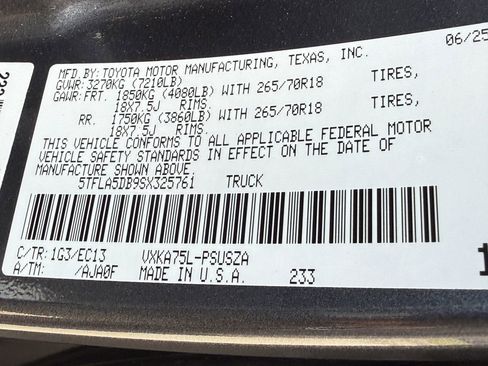 MFD.BY:TOYOTA MOTOR MANUFACTURING, TEXAS, INC. 06/25
GVWR:3270KG (7210LB)
GAWR:FRT. 1850KG (4080LB) WITH 265/70R18 TIRES,
18X7.5J RIMS.
RR. 1750KG (3860LB) WITH 265/70R18 TIRES,
18X7.5J RIMS.
THIS VEHICLE CONFORMS TO ALL APPLICABLE FEDERAL MOTOR
VEHICLE SAFETY STANDARDS IN EFFECT ON THE DATE OF
MANUFACTURE SHOWN ABOVE.
5TFLA5DB9SX325761 TRUCK
C/TR:1G3/EC13 VXKA75L-PSUSZA
A/TM: /AJA0F MADE IN U.S.A. 233